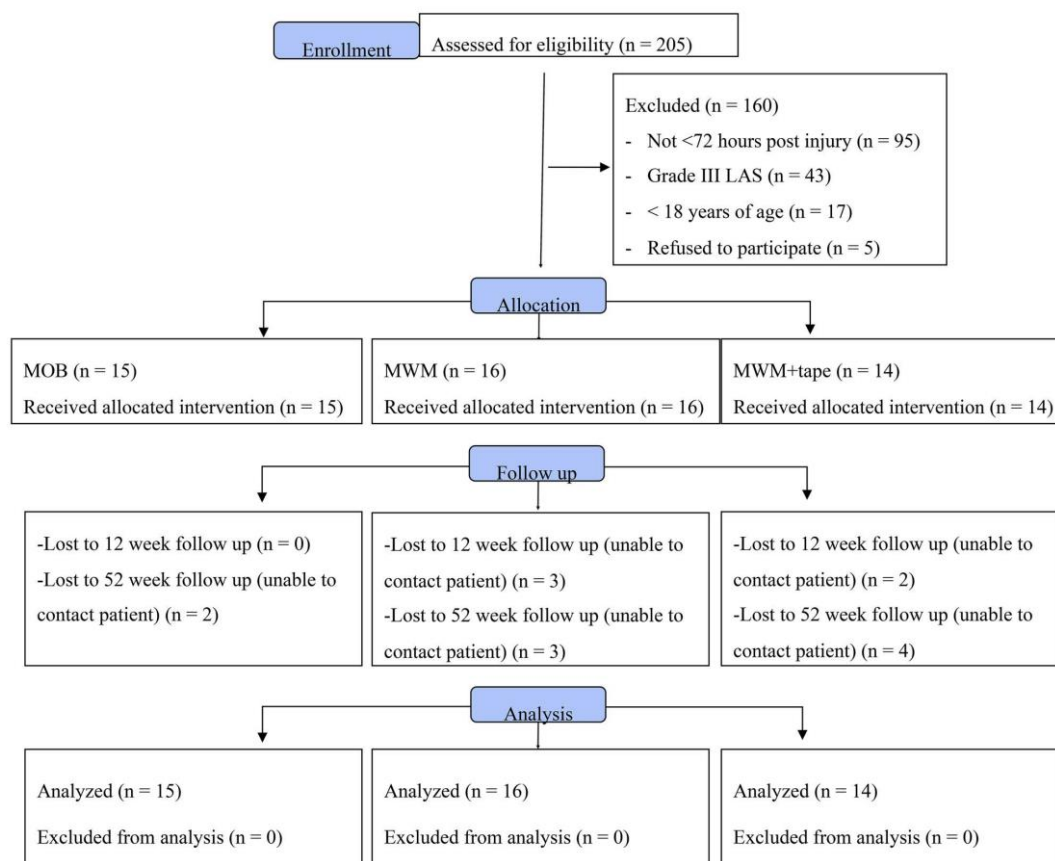 Enrollment
Assessed for eligibility (n = 205)
Excluded (n = 160)
- Not <72 hours post injury (n = 95)
- Grade III LAS (n = 43)
- < 18 years of age (n = 17)
- Refused to participate (n = 5)
Allocation
MOB (n = 15)
Received allocated intervention (n = 15)
MWM (n = 16)
Received allocated intervention (n = 16)
MWM+tape (n = 14)
Received allocated intervention (n = 14)
Follow up
-Lost to 12 week follow up (n = 0)
-Lost to 52 week follow up (unable to
contact patient) (n = 2)
-Lost to 12 week follow up (unable to
contact patient) (n = 3)
-Lost to 52 week follow up (unable to
contact patient) (n = 3)
-Lost to 12 week follow up (unable to
contact patient) (n = 2)
-Lost to 52 week follow up (unable to
contact patient) (n = 4)
Analysis
Analyzed (n = 15)
Excluded from analysis (n = 0)
Analyzed (n = 16)
Excluded from analysis (n = 0)
Analyzed (n = 14)
Excluded from analysis (n = 0)